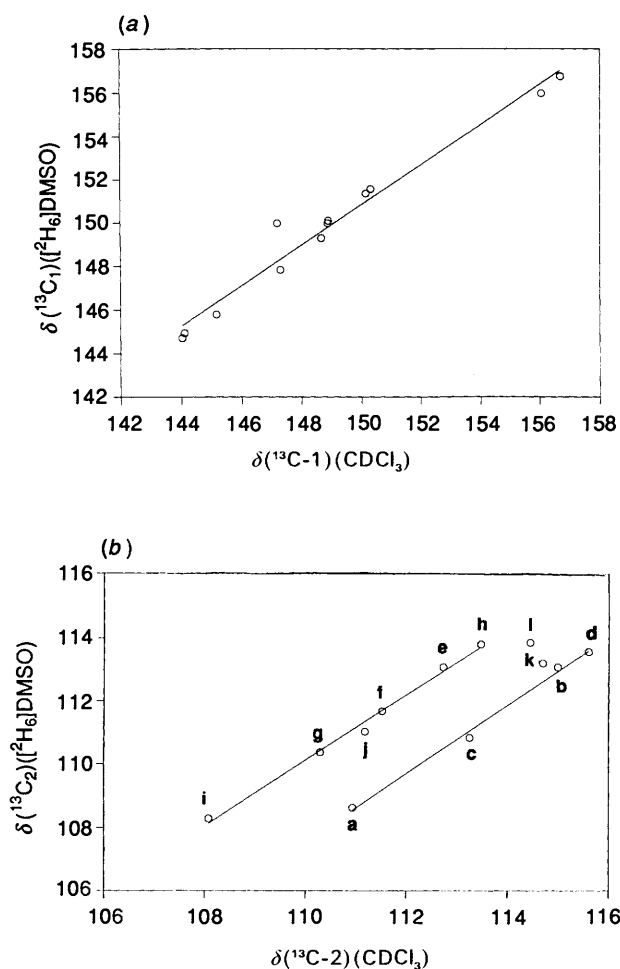 (a)
158
156
154
152
150
148
146
144
142
δ(¹³C₁)([²H₆]DMSO)
142 144 146 148 150 152 154 156 158
δ(¹³C-1)(CDCl₃)
(b)
116
114
112
110
108
106
δ(¹³C₂)([²H₆]DMSO)
h
l
d
e
k
f
b
g
j
c
i
a
106 108 110 112 114 116
δ(¹³C-2)(CDCl₃)